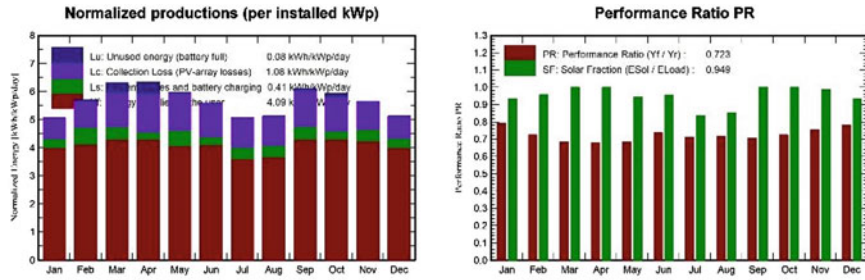 Normalized productions (per installed kWp)
Normalized Energy [kWh/kWp/day]
8
7
6
5
4
3
2
1
0
Lu: Unused energy (battery full) 0.08 kWh/kWp/day
Lc: Collection Loss (PV-array losses) 1.08 kWh/kWp/day
Ls: and battery charging 0.41 kWh/kWp/day
the user 4.09
Jan Feb Mar Apr May Jun Jul Aug Sep Oct Nov Dec
Performance Ratio PR
Performance Ratio PR
1.3
1.2
1.1
1.0
0.9
0.8
0.7
0.6
0.5
0.4
0.3
0.2
0.1
0.0
PR: Performance Ratio (Yf / Yr) : 0.723
SF: Solar Fraction (ESol / ELoad) : 0.949
Jan Feb Mar Apr May Jun Jul Aug Sep Oct Nov Dec